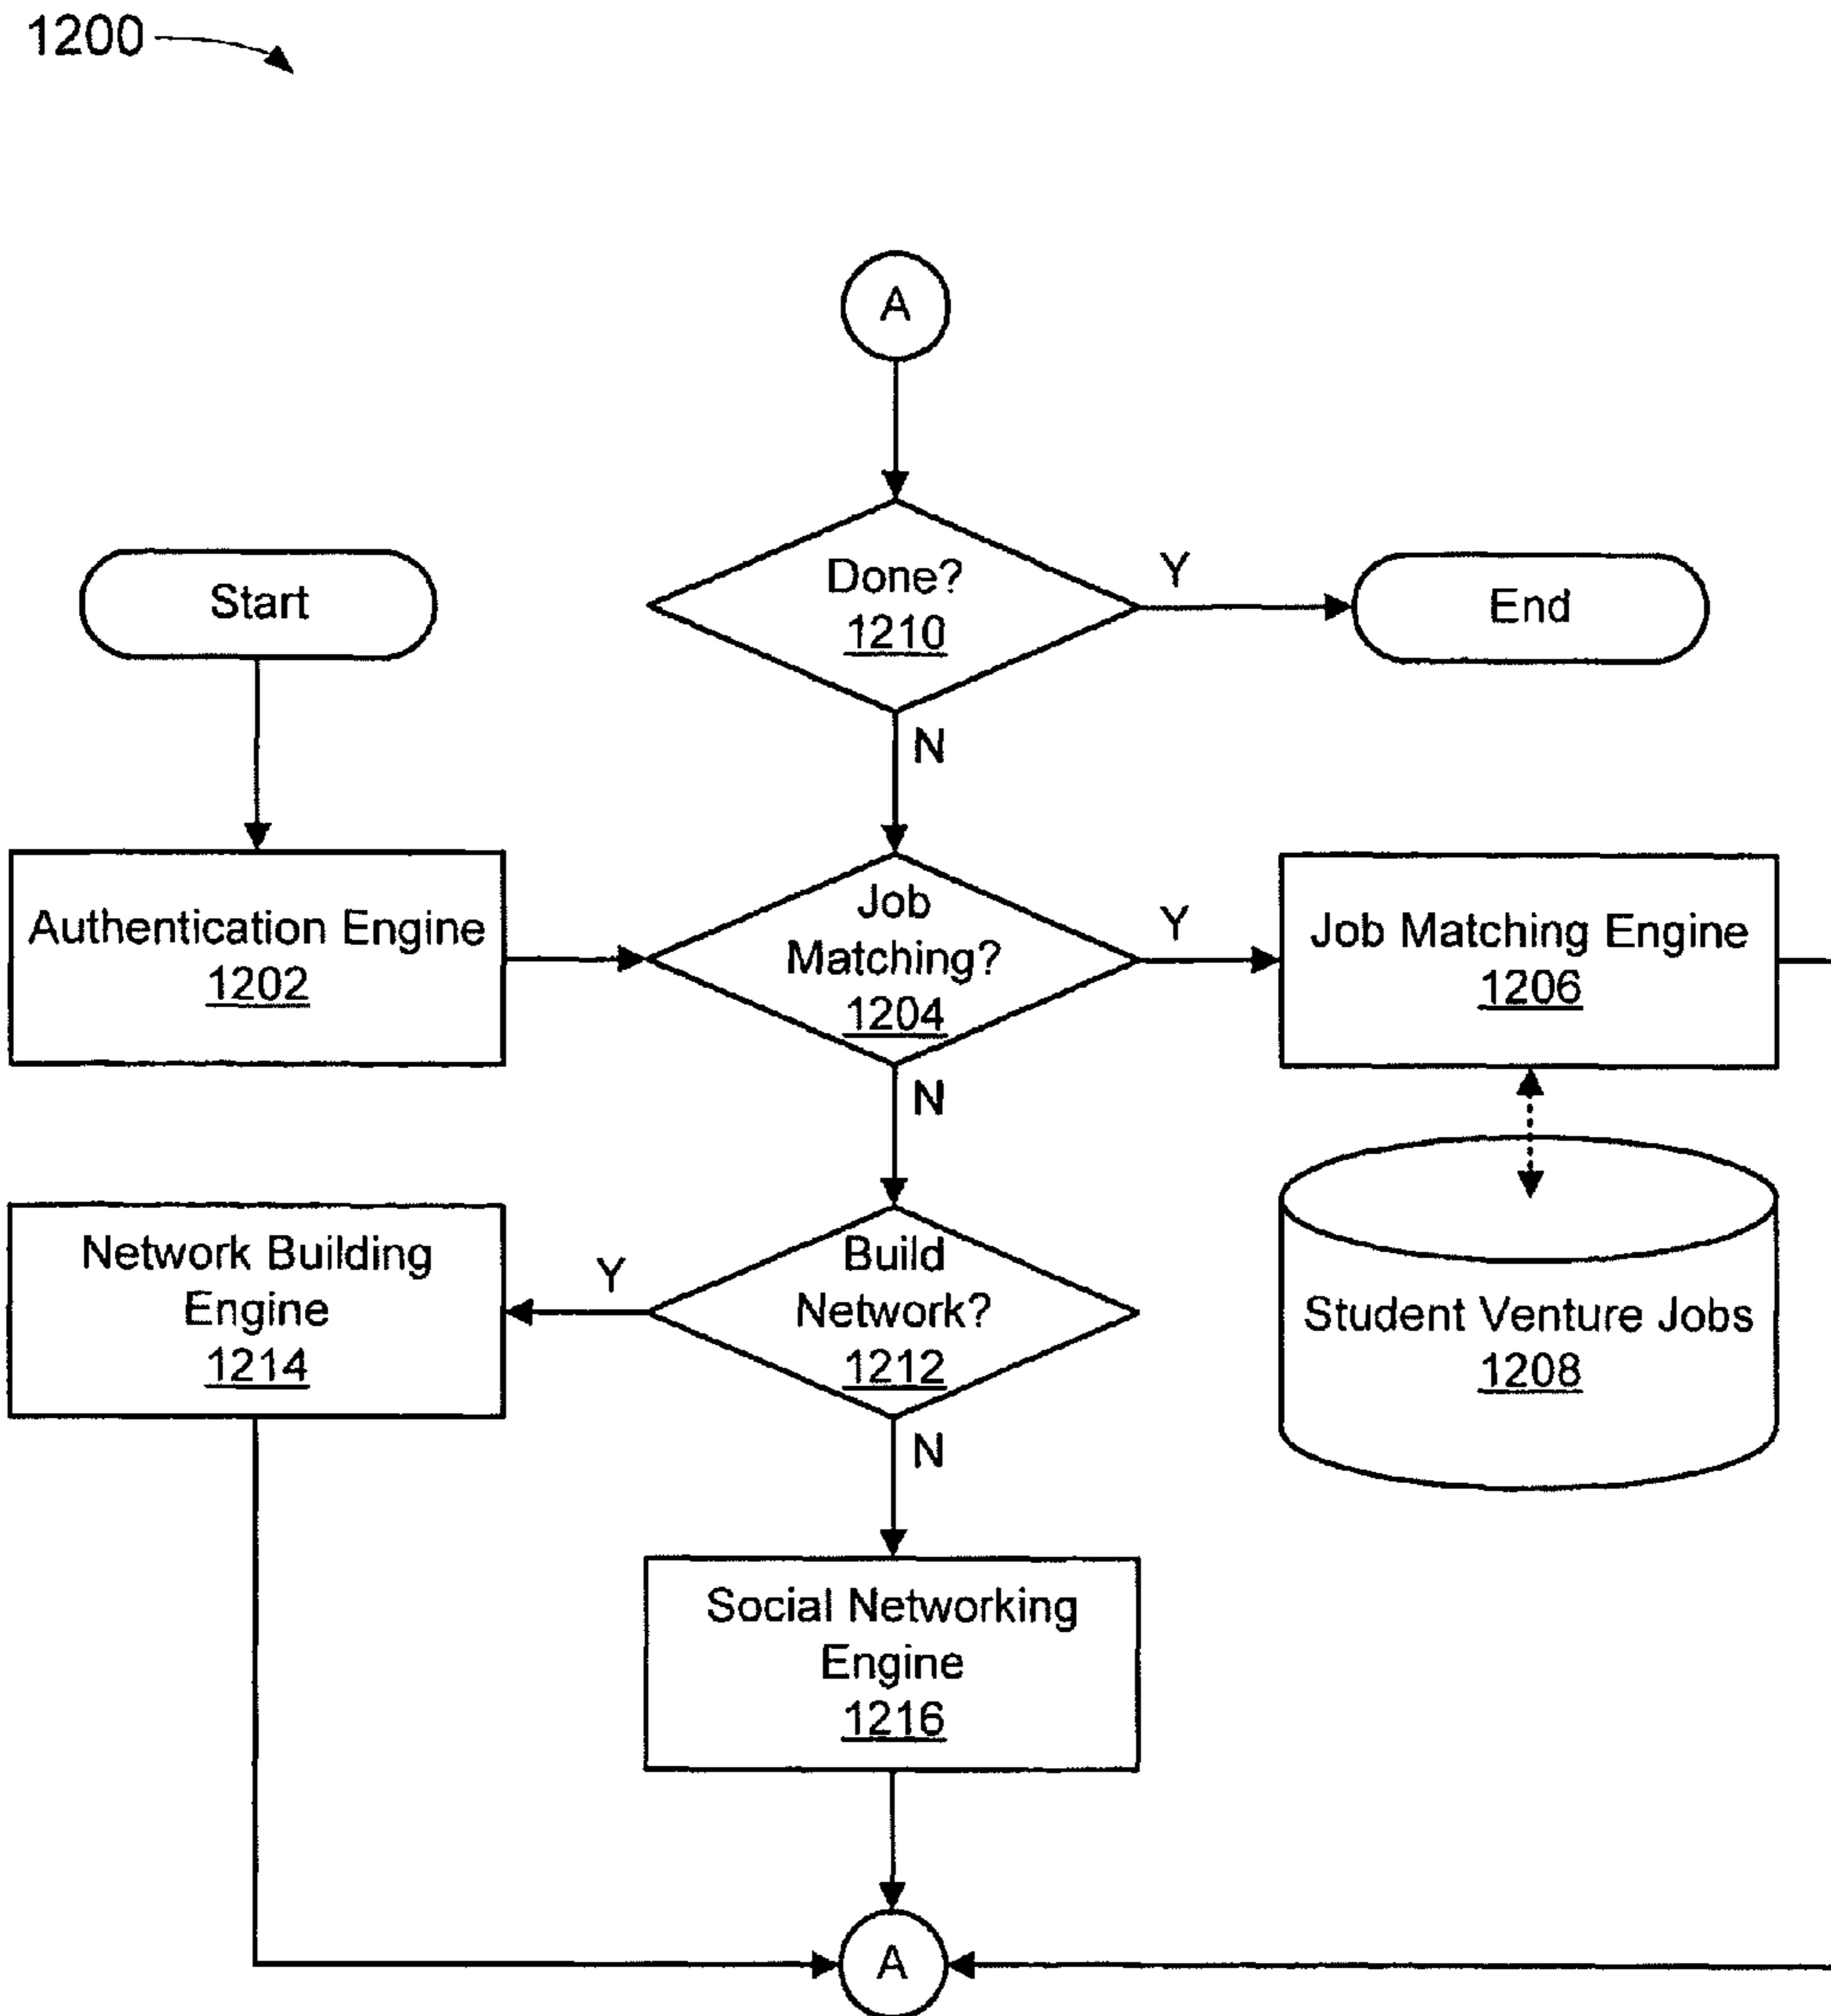 1200
A
Done?
1210
Y
End
Start
N
Authentication Engine
1202
Job
Matching?
1204
Y
Job Matching Engine
1206
N
Network Building
Engine
1214
Y
Build
Network?
1212
Student Venture Jobs
1208
N
Social Networking
Engine
1216
A